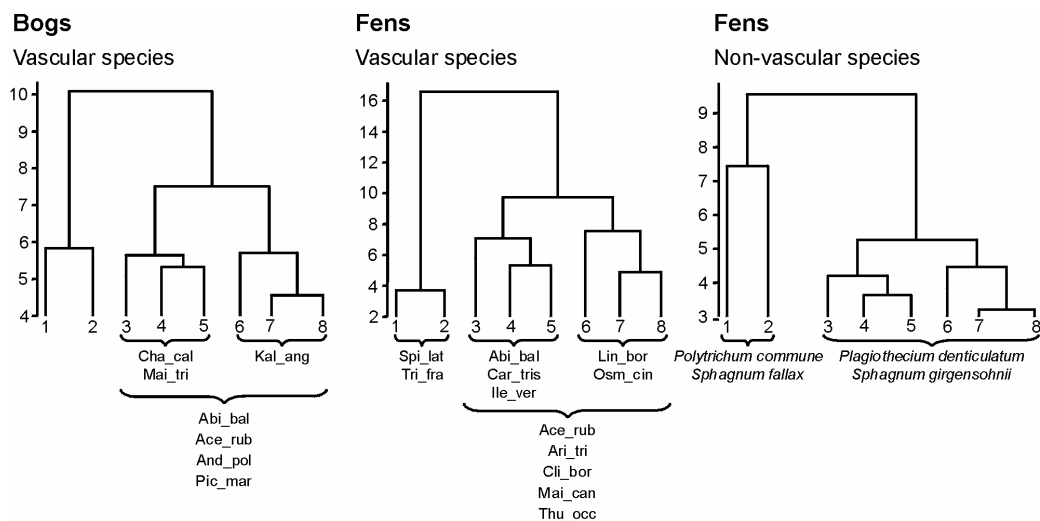 Bogs
Vascular species
10
9
8
7
6
5
4
1 2 3 4 5 6 7 8
Cha_cal
Mai_tri
Kal_ang
Abi_bal
Ace_rub
And_pol
Pic_mar
Fens
Vascular species
16
14
12
10
8
6
4
2
1 2 3 4 5 6 7 8
Spi_lat
Tri_fra
Abi_bal
Car_tris
Ile_ver
Lin_bor
Osm_cin
Ace_rub
Ari_tri
Cli_bor
Mai_can
Thu_occ
Fens
Non-vascular species
9
8
7
6
5
4
3
1 2 3 4 5 6 7 8
Polytrichum commune
Sphagnum fallax
Plagiothecium denticulatum
Sphagnum girgensohnii